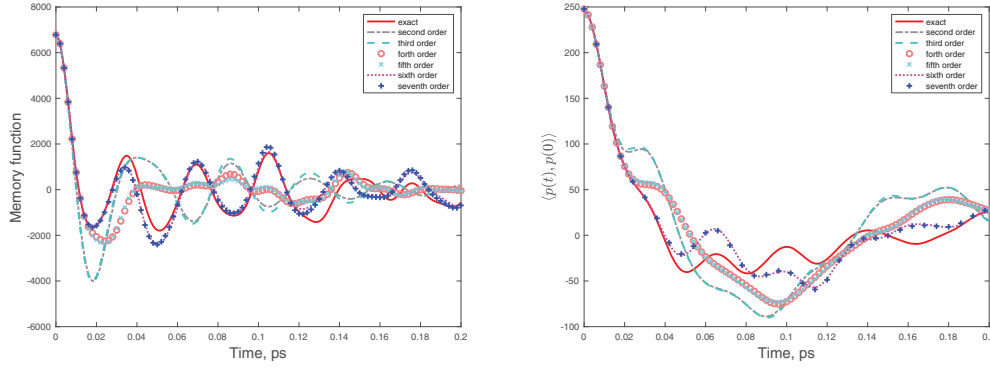 8000
6000
4000
2000
0
-2000
-4000
-6000
Memory function
0 0.02 0.04 0.06 0.08 0.1 0.12 0.14 0.16 0.18 0.2
Time, ps
exact
second order
third order
forth order
fifth order
sixth order
seventh order
250
200
150
100
50
0
-50
-100
⟨p(t), p(0)⟩
0 0.02 0.04 0.06 0.08 0.1 0.12 0.14 0.16 0.18 0.2
Time, ps
exact
second order
third order
forth order
fifth order
sixth order
seventh order